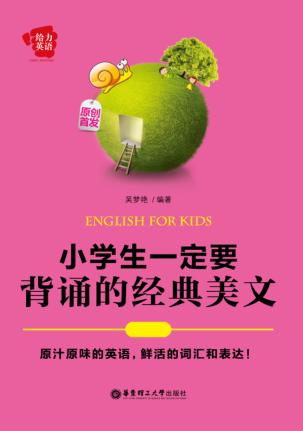 给力
英语
原创
首发
吴梦艳 / 编著
ENGLISH FOR KIDS
小学生一定要
背诵的经典美文
原汁原味的英语，鲜活的词汇和表达！
华东理工大学出版社